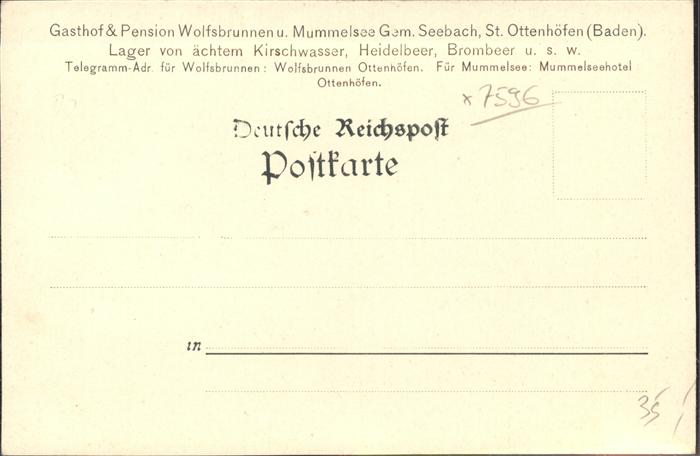 Gasthof & Pension Wolfsbrunnen u. Mummelsee Gem. Seebach, St. Ottenhöfen (Baden).
Lager von ächtem Kirschwasser, Heidelbeer, Brombeer u. s. w.
Telegramm-Adr. für Wolfsbrunnen: Wolfsbrunnen Ottenhöfen. Für Mummelsee: Mummelseehotel
Ottenhöfen.
x 7596
Deutsche Reichspost
Postkarte
in
35